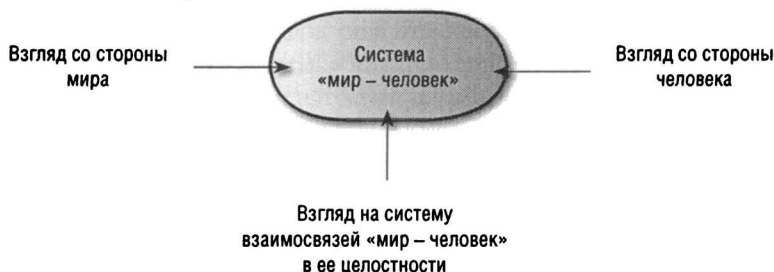 Взгляд со стороны
мира
Система
«мир – человек»
Взгляд со стороны
человека
Взгляд на систему
взаимосвязей «мир – человек»
в ее целостности